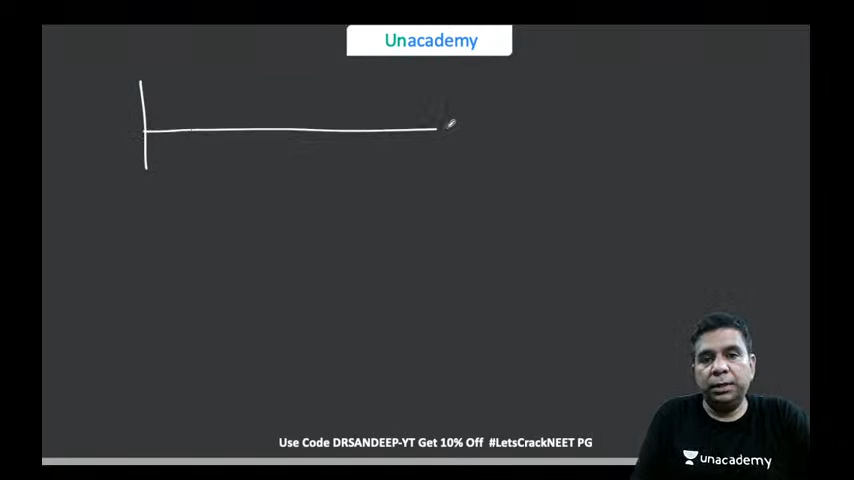 Unacademy
unacademy
Use Code DRSANDEEP-YT Get 10% Off #LetsCrackNEET PG